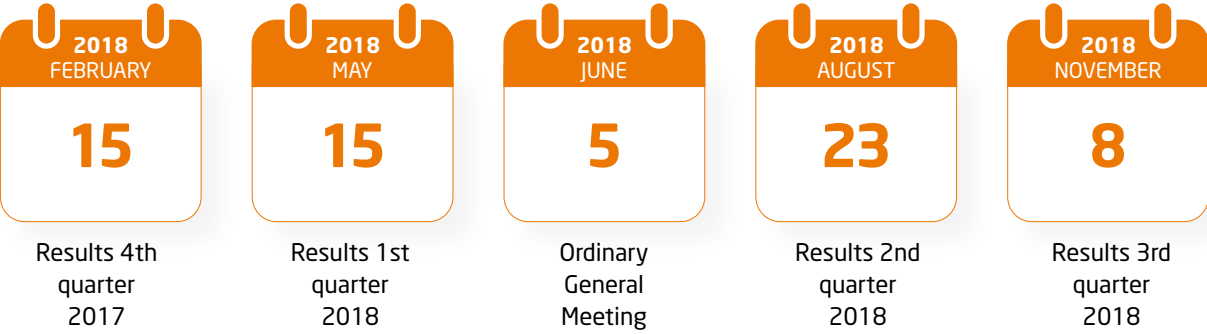 2018
FEBRUARY
15
Results 4th
quarter
2017
2018
MAY
15
Results 1st
quarter
2018
2018
JUNE
5
Ordinary
General
Meeting
2018
AUGUST
23
Results 2nd
quarter
2018
2018
NOVEMBER
8
Results 3rd
quarter
2018